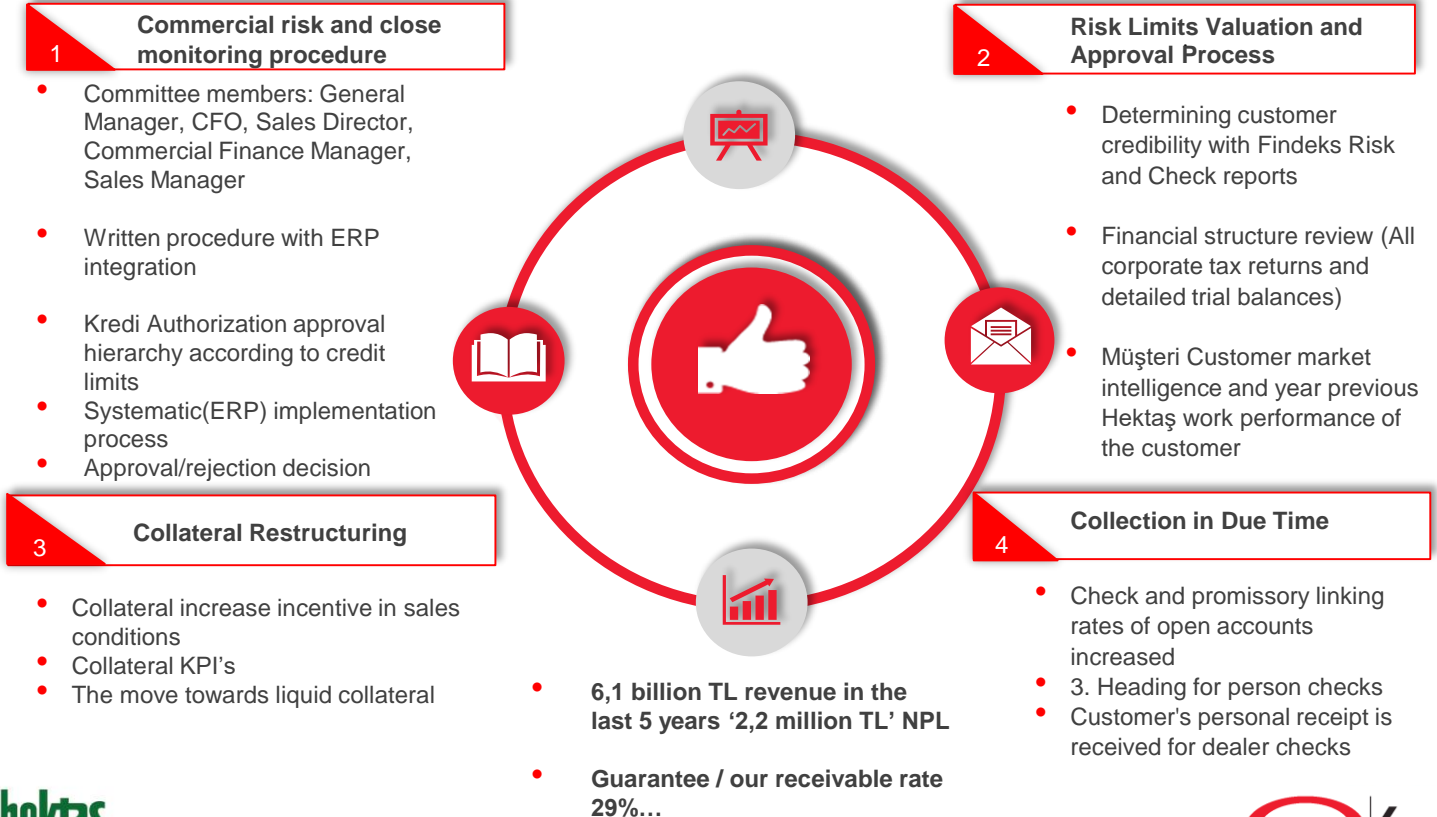 1
Commercial risk and close
monitoring procedure
• Committee members: General
Manager, CFO, Sales Director,
Commercial Finance Manager,
Sales Manager
• Written procedure with ERP
integration
• Kredi Authorization approval
hierarchy according to credit
limits
• Systematic(ERP) implementation
process
• Approval/rejection decision
2
Risk Limits Valuation and
Approval Process
• Determining customer
credibility with Findeks Risk
and Check reports
• Financial structure review (All
corporate tax returns and
detailed trial balances)
• Müşteri Customer market
intelligence and year previous
Hektaş work performance of
the customer
3
Collateral Restructuring
• Collateral increase incentive in sales
conditions
• Collateral KPI's
• The move towards liquid collateral
• 6,1 billion TL revenue in the
last 5 years ‘2,2 million TL’ NPL
• Guarantee / our receivable rate
29%…
4
Collection in Due Time
• Check and promissory linking
rates of open accounts
increased
• 3. Heading for person checks
• Customer's personal receipt is
received for dealer checks
hektaş